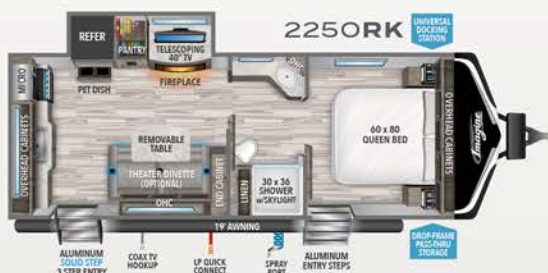 2250RK
UNIVERSAL
DOCKING
STATION
REFER
PANTRY
TELESCOPING
40" TV
FIREPLACE
OHC
MICRO
PET DISH
OVERHEAD CABINETS
REMOVABLE
TABLE
THEATER DINETTE
(OPTIONAL)
OHC
END CABINET
LINEN
30 x 36
SHOWER
w/SKYLIGHT
60 x 80
QUEEN BED
OVERHEAD CABINETS
Imagine
19' AWNING
ALUMINUM
SOLID STEP
3 STEP ENTRY
COAX TV
HOOKUP
LP QUICK
CONNECT
SPRAY
PORT
ALUMINUM
ENTRY STEPS
DROP-FRAME
PASS-THRU
STORAGE